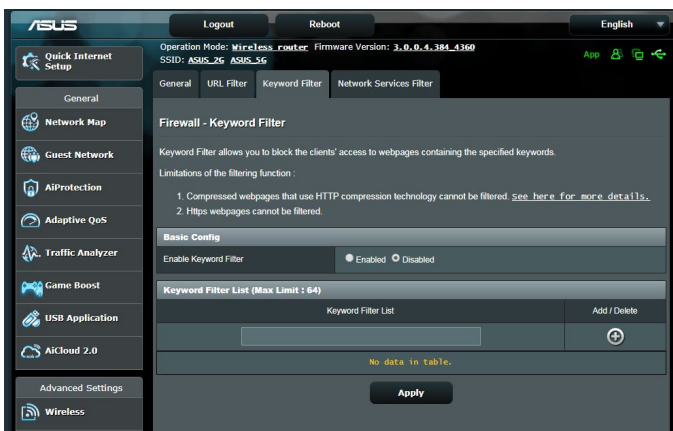 ASUS
Logout
Reboot
English
Quick Internet
Setup
General
Network Map
Guest Network
AiProtection
Adaptive QoS
Traffic Analyzer
Game Boost
USB Application
AiCloud 2.0
Advanced Settings
Wireless
Operation Mode: Wireless router Firmware Version: 3.0.0.4.384_4360
SSID: ASUS_2G ASUS_5G
App
General
URL Filter
Keyword Filter
Network Services Filter
Firewall - Keyword Filter
Keyword Filter allows you to block the clients' access to webpages containing the specified keywords.
Limitations of the filtering function :
1. Compressed webpages that use HTTP compression technology cannot be filtered. See here for more details.
2. Https webpages cannot be filtered.
Basic Config
Enable Keyword Filter
Enabled Disabled
Keyword Filter List (Max Limit : 64)
Keyword Filter List
Add / Delete
No data in table.
Apply